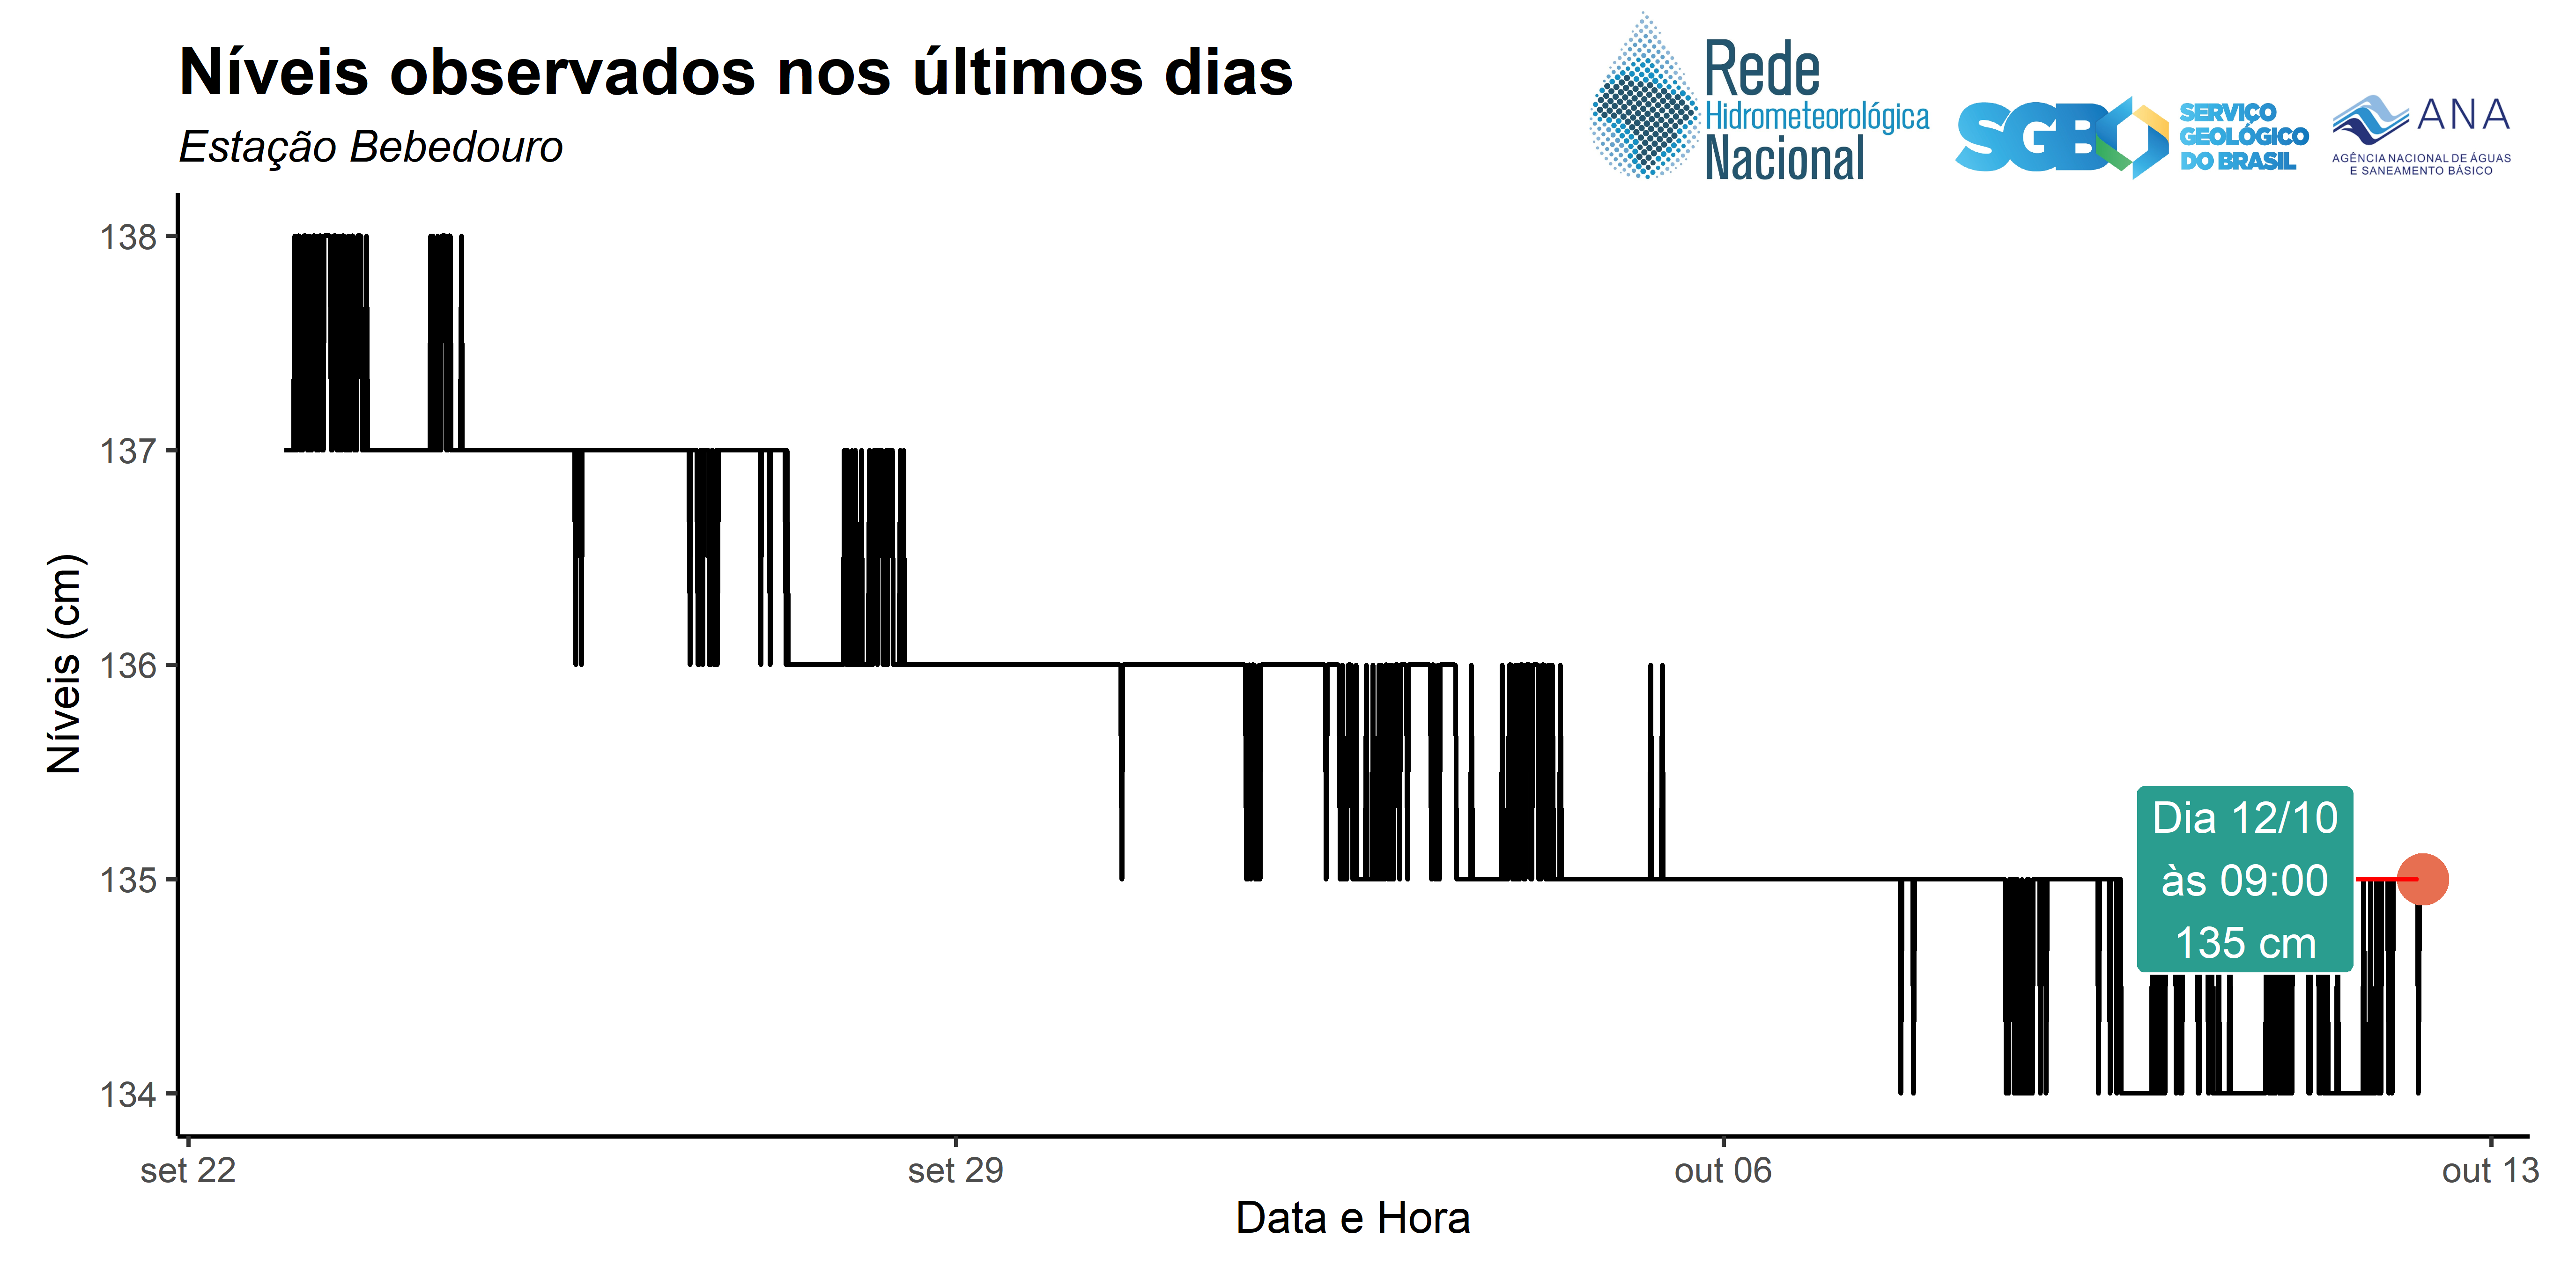 Níveis observados nos últimos dias
Estação Bebedouro
Rede
Hidrometeorológica
Nacional
SGB
SERVIÇO
GEOLÓGICO
DO BRASIL
ANA
AGÊNCIA NACIONAL DE ÁGUAS
E SANEAMENTO BÁSICO
Níveis (cm)
138
137
136
135
134
Dia 12/10
às 09:00
135 cm
set 22
set 29
out 06
out 13
Data e Hora